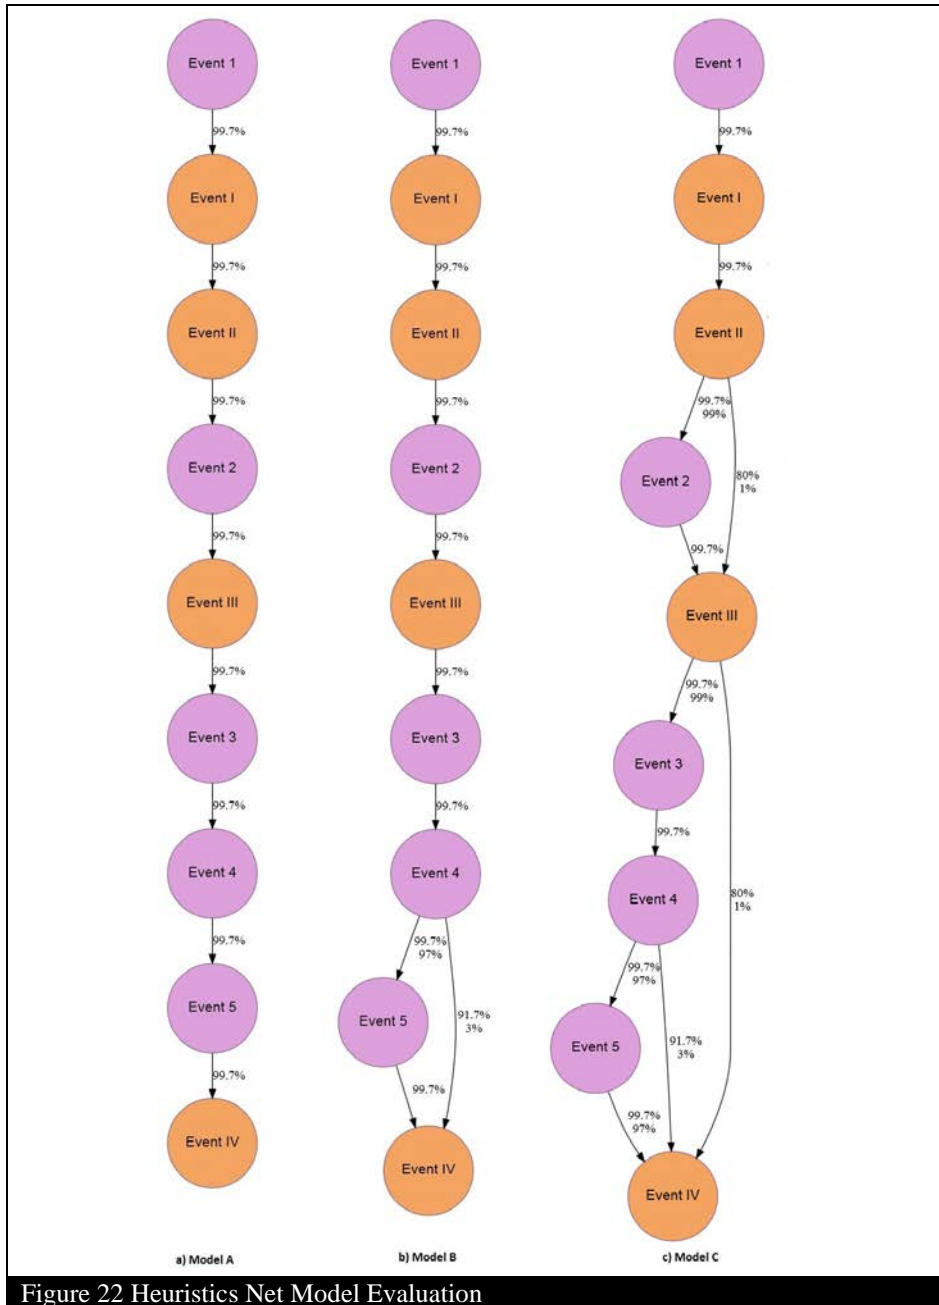 Event 1
99.7%
Event I
99.7%
Event II
99.7%
Event 2
99.7%
Event III
99.7%
Event 3
99.7%
Event 4
99.7%
Event 5
99.7%
Event IV
a) Model A
Event 1
99.7%
Event I
99.7%
Event II
99.7%
Event 2
99.7%
Event III
99.7%
Event 3
99.7%
Event 4
99.7%
97%
Event 5
91.7%
3%
99.7%
Event IV
b) Model B
Event 1
99.7%
Event I
99.7%
Event II
99.7%
99%
Event 2
80%
1%
99.7%
Event III
99.7%
99%
Event 3
99.7%
Event 4
80%
1%
99.7%
97%
Event 5
91.7%
3%
99.7%
97%
Event IV
c) Model C
Figure 22 Heuristics Net Model Evaluation